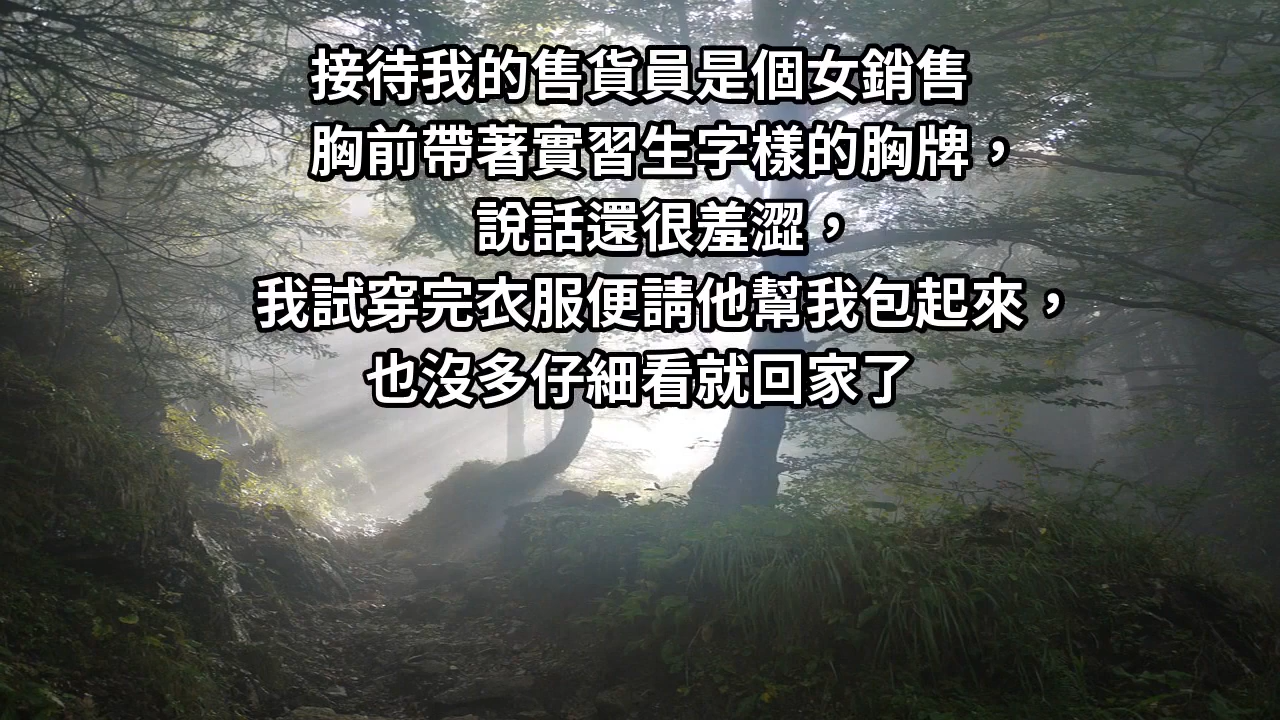 接待我的售貨員是個女銷售
胸前帶著實習生字樣的胸牌，
說話還很羞澀，
我試穿完衣服便請他幫我包起來，
也沒多仔細看就回家了